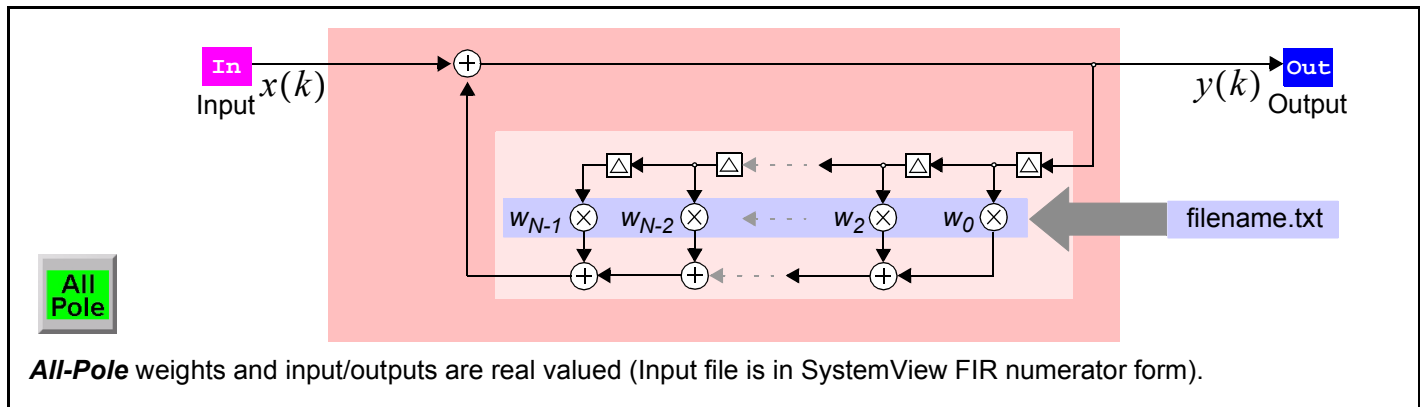 In
x(k)
Input
y(k)
Out
Output
w_{N-1} w_{N-2} w_2 w_0
filename.txt
All
Pole
All-Pole weights and input/outputs are real valued (Input file is in SystemView FIR numerator form).